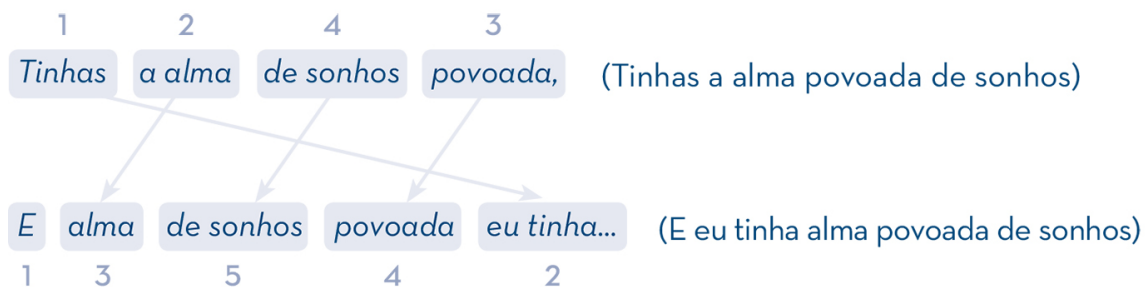 1 2 4 3
Tinhas a alma de sonhos povoada, (Tinhas a alma povoada de sonhos)
E alma de sonhos povoada eu tinha... (E eu tinha alma povoada de sonhos)
1 3 5 4 2